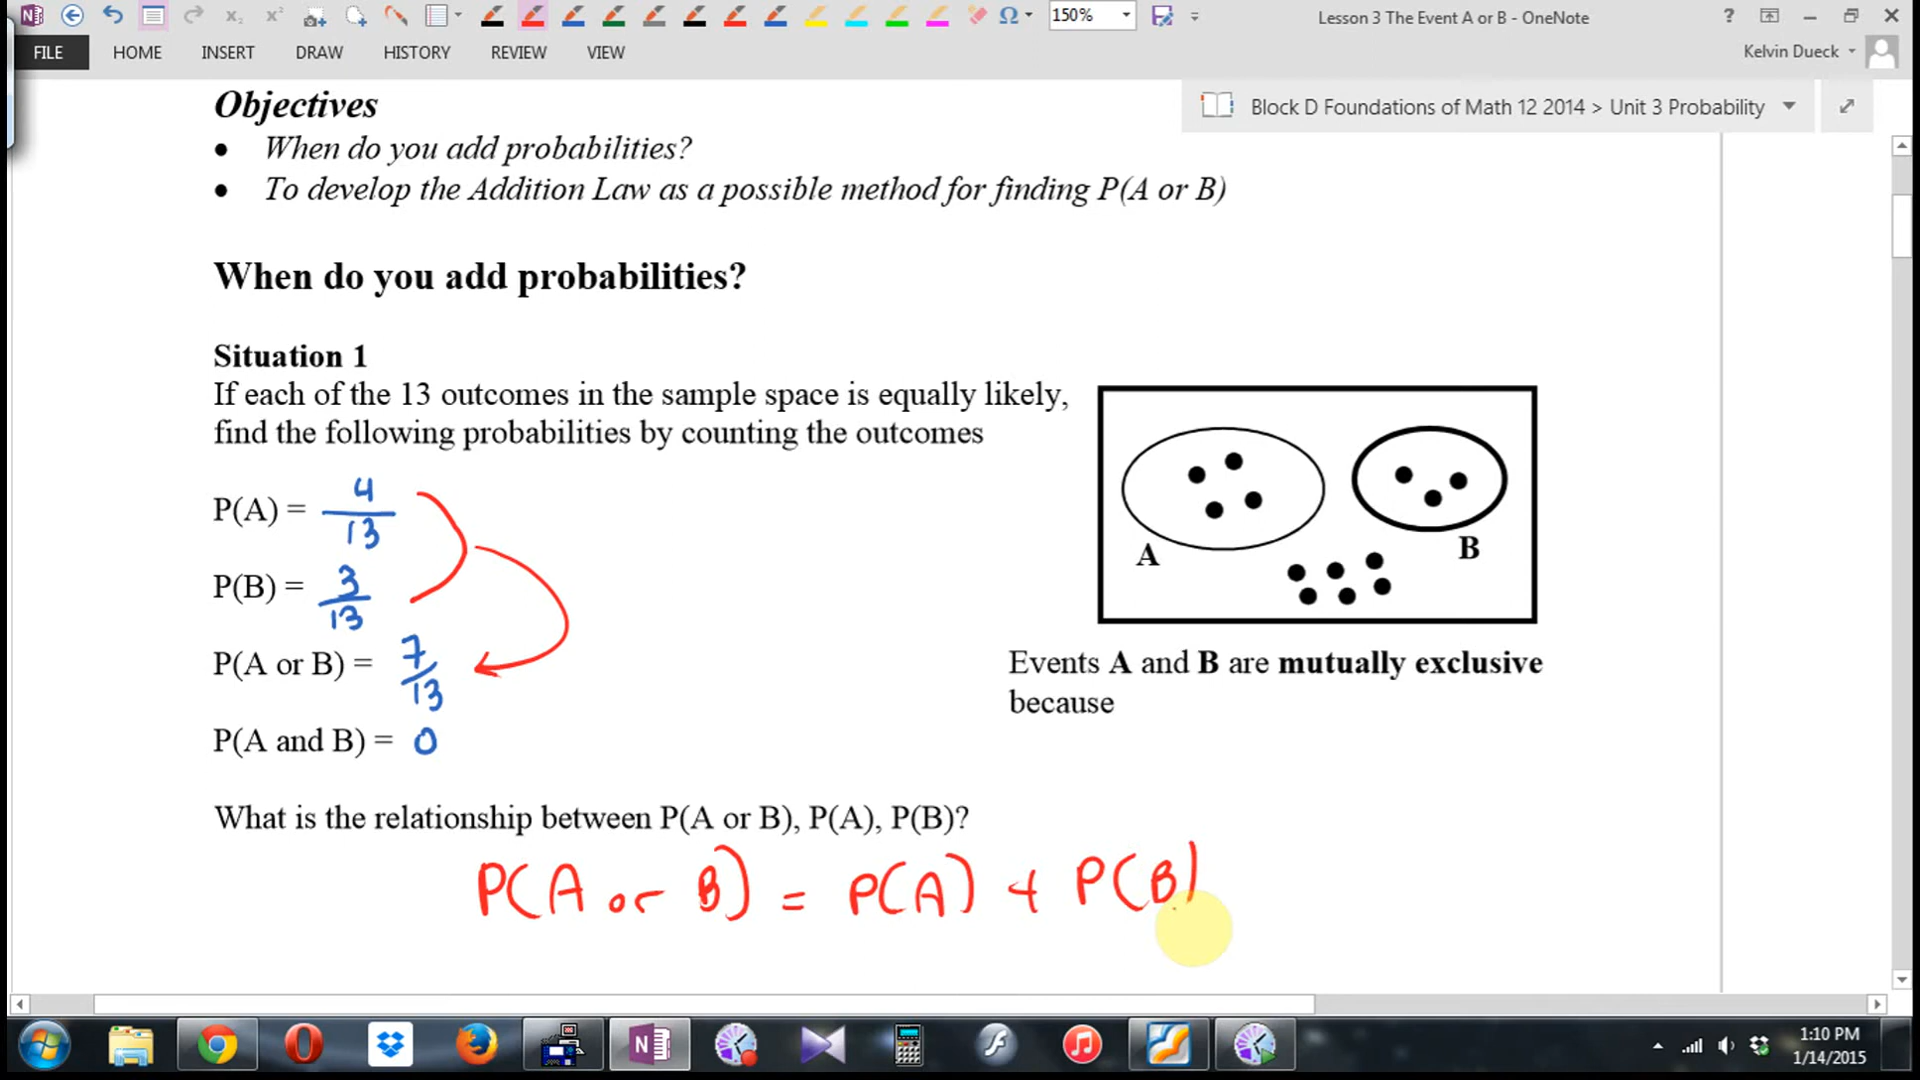 150%
Lesson 3 The Event A or B - OneNote
FILE HOME INSERT DRAW HISTORY REVIEW VIEW
Kelvin Dueck
Block D Foundations of Math 12 2014 > Unit 3 Probability
Objectives
• When do you add probabilities?
• To develop the Addition Law as a possible method for finding P(A or B)
When do you add probabilities?
Situation 1
If each of the 13 outcomes in the sample space is equally likely,
find the following probabilities by counting the outcomes
P(A) = 4/13
P(B) = 3/13
P(A or B) = 7/13
P(A and B) = 0
A
B
Events A and B are mutually exclusive
because
What is the relationship between P(A or B), P(A), P(B)?
P(A or B) = P(A) + P(B)
1:10 PM
1/14/2015